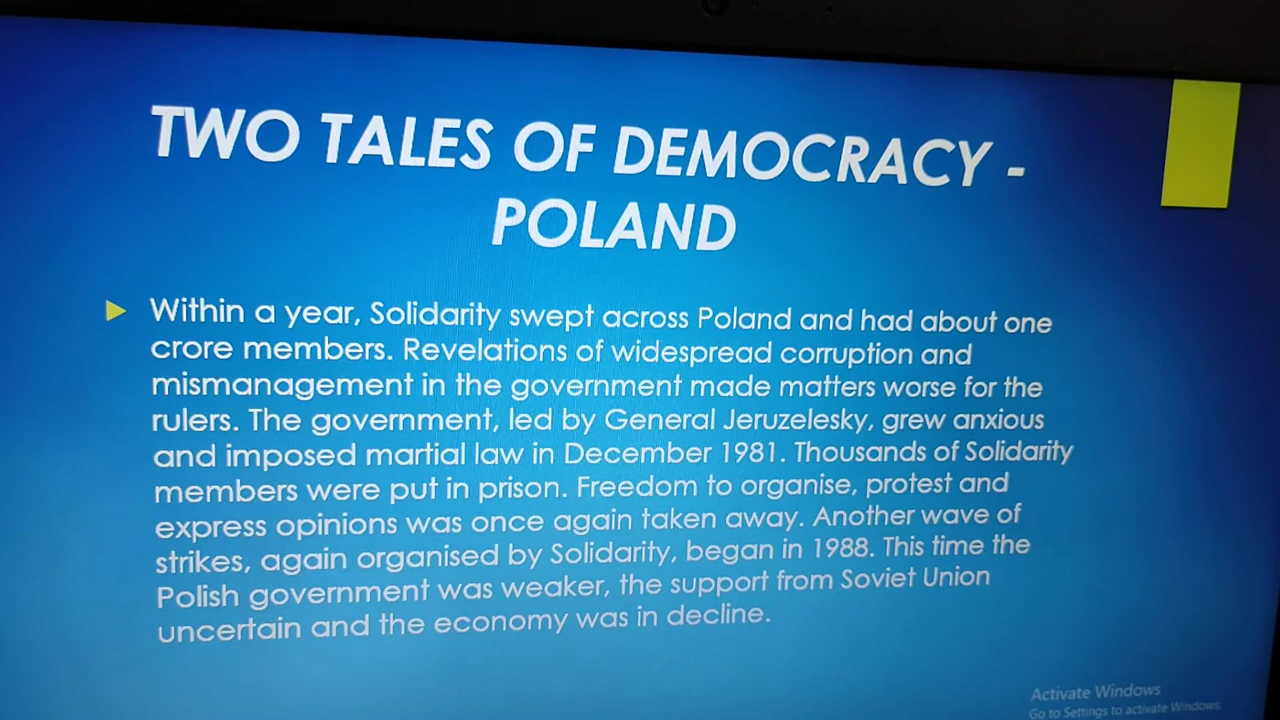 TWO TALES OF DEMOCRACY -
POLAND
Within a year, Solidarity swept across Poland and had about one
crore members. Revelations of widespread corruption and
mismanagement in the government made matters worse for the
rulers. The government, led by General Jeruzelesky, grew anxious
and imposed martial law in December 1981. Thousands of Solidarity
members were put in prison. Freedom to organise, protest and
express opinions was once again taken away. Another wave of
strikes, again organised by Solidarity, began in 1988. This time the
Polish government was weaker, the support from Soviet Union
uncertain and the economy was in decline.
Activate Windows
Go to Settings to activate Windows.